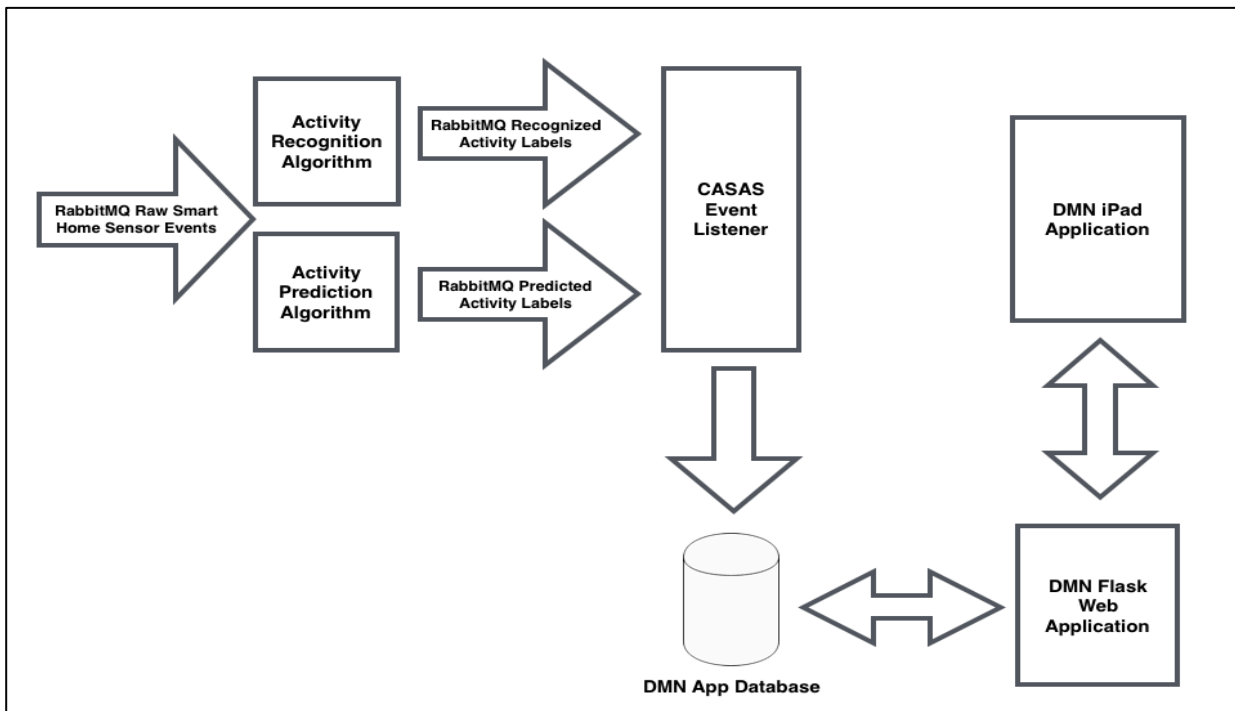 RabbitMQ Raw Smart
Home Sensor Events
Activity
Recognition
Algorithm
Activity
Prediction
Algorithm
RabbitMQ Recognized
Activity Labels
RabbitMQ Predicted
Activity Labels
CASAS
Event
Listener
DMN App Database
DMN iPad
Application
DMN Flask
Web
Application